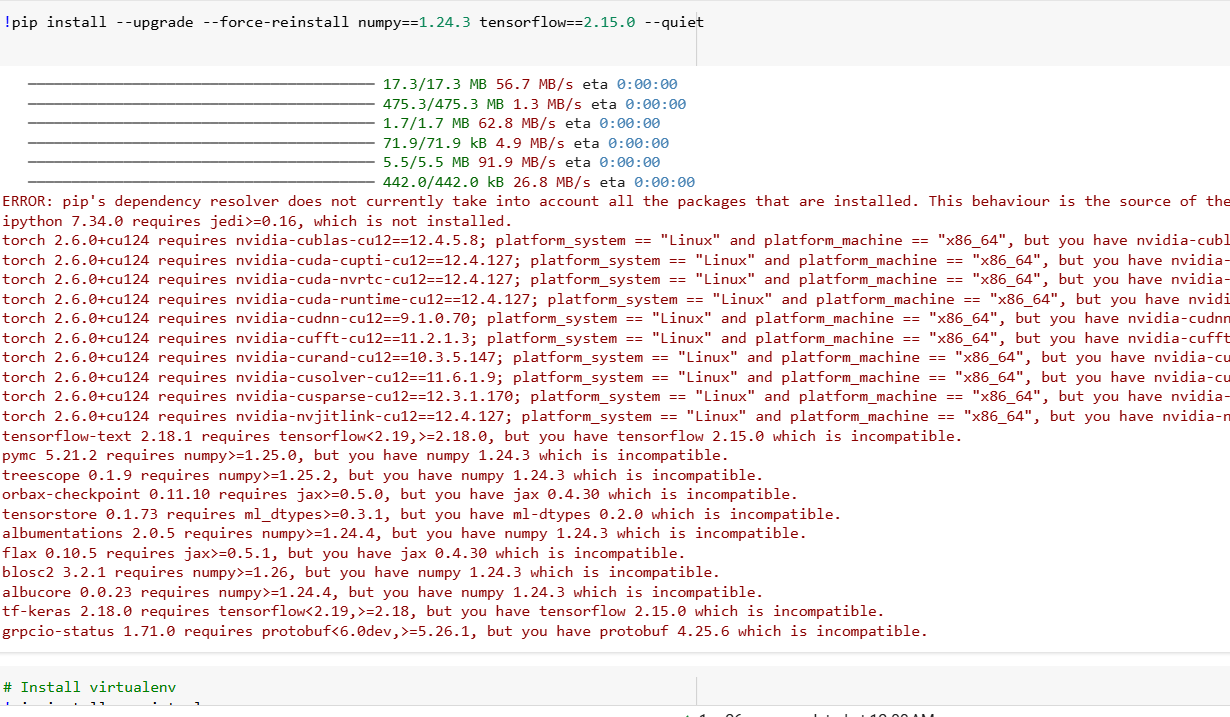 !pip install --upgrade --force-reinstall numpy==1.24.3 tensorflow==2.15.0 --quiet
17.3/17.3 MB 56.7 MB/s eta 0:00:00
475.3/475.3 MB 1.3 MB/s eta 0:00:00
1.7/1.7 MB 62.8 MB/s eta 0:00:00
71.9/71.9 kB 4.9 MB/s eta 0:00:00
5.5/5.5 MB 91.9 MB/s eta 0:00:00
442.0/442.0 kB 26.8 MB/s eta 0:00:00
ERROR: pip's dependency resolver does not currently take into account all the packages that are installed. This behaviour is the source of the
ipython 7.34.0 requires jedi>=0.16, which is not installed.
torch 2.6.0+cu124 requires nvidia-cublas-cu12==12.4.5.8; platform_system == "Linux" and platform_machine == "x86_64", but you have nvidia-cubl
torch 2.6.0+cu124 requires nvidia-cuda-cupti-cu12==12.4.127; platform_system == "Linux" and platform_machine == "x86_64", but you have nvidia-
torch 2.6.0+cu124 requires nvidia-cuda-nvrtc-cu12==12.4.127; platform_system == "Linux" and platform_machine == "x86_64", but you have nvidia-
torch 2.6.0+cu124 requires nvidia-cuda-runtime-cu12==12.4.127; platform_system == "Linux" and platform_machine == "x86_64", but you have nvidi
torch 2.6.0+cu124 requires nvidia-cudnn-cu12==9.1.0.70; platform_system == "Linux" and platform_machine == "x86_64", but you have nvidia-cudnn
torch 2.6.0+cu124 requires nvidia-cufft-cu12==11.2.1.3; platform_system == "Linux" and platform_machine == "x86_64", but you have nvidia-cufft
torch 2.6.0+cu124 requires nvidia-curand-cu12==10.3.5.147; platform_system == "Linux" and platform_machine == "x86_64", but you have nvidia-cu
torch 2.6.0+cu124 requires nvidia-cusolver-cu12==11.6.1.9; platform_system == "Linux" and platform_machine == "x86_64", but you have nvidia-cu
torch 2.6.0+cu124 requires nvidia-cusparse-cu12==12.3.1.170; platform_system == "Linux" and platform_machine == "x86_64", but you have nvidia-
torch 2.6.0+cu124 requires nvidia-nvjitlink-cu12==12.4.127; platform_system == "Linux" and platform_machine == "x86_64", but you have nvidia-n
tensorflow-text 2.18.1 requires tensorflow<2.19,>=2.18.0, but you have tensorflow 2.15.0 which is incompatible.
pymc 5.21.2 requires numpy>=1.25.0, but you have numpy 1.24.3 which is incompatible.
treescope 0.1.9 requires numpy>=1.25.2, but you have numpy 1.24.3 which is incompatible.
orbax-checkpoint 0.11.10 requires jax>=0.5.0, but you have jax 0.4.30 which is incompatible.
tensorstore 0.1.73 requires ml_dtypes>=0.3.1, but you have ml-dtypes 0.2.0 which is incompatible.
albumentations 2.0.5 requires numpy>=1.24.4, but you have numpy 1.24.3 which is incompatible.
flax 0.10.5 requires jax>=0.5.1, but you have jax 0.4.30 which is incompatible.
blosc2 3.2.1 requires numpy>=1.26, but you have numpy 1.24.3 which is incompatible.
albucore 0.0.23 requires numpy>=1.24.4, but you have numpy 1.24.3 which is incompatible.
tf-keras 2.18.0 requires tensorflow<2.19,>=2.18, but you have tensorflow 2.15.0 which is incompatible.
grpcio-status 1.71.0 requires protobuf<6.0dev,>=5.26.1, but you have protobuf 4.25.6 which is incompatible.
# Install virtualenv